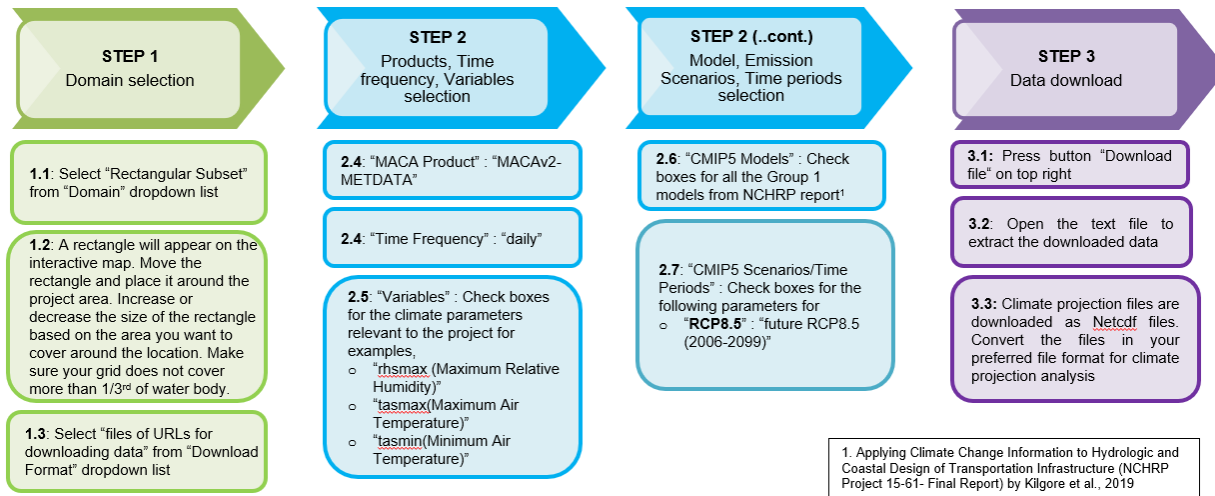 STEP 1
Domain selection
1.1: Select “Rectangular Subset”
from “Domain” dropdown list
1.2: A rectangle will appear on the
interactive map. Move the
rectangle and place it around the
project area. Increase or
decrease the size of the rectangle
based on the area you want to
cover around the location. Make
sure your grid does not cover
more than 1/3rd of water body.
1.3: Select “files of URLs for
downloading data” from “Download
Format” dropdown list
STEP 2
Products, Time
frequency, Variables
selection
2.4: “MACA Product” : “MACAv2-
METDATA”
2.4: “Time Frequency” : “daily”
2.5: “Variables” : Check boxes
for the climate parameters
relevant to the project for
examples,
o “rhsmax (Maximum Relative
Humidity)”
o “tasmax(Maximum Air
Temperature)”
o “tasmin(Minimum Air
Temperature)”
STEP 2 (..cont.)
Model, Emission
Scenarios, Time periods
selection
2.6: “CMIP5 Models” : Check
boxes for all the Group 1
models from NCHRP report1
2.7: “CMIP5 Scenarios/Time
Periods” : Check boxes for the
following parameters for
o “RCP8.5” : “future RCP8.5
(2006-2099)”
STEP 3
Data download
3.1: Press button “Download
file“ on top right
3.2: Open the text file to
extract the downloaded data
3.3: Climate projection files are
downloaded as Netcdf files.
Convert the files in your
preferred file format for climate
projection analysis
1. Applying Climate Change Information to Hydrologic and
Coastal Design of Transportation Infrastructure (NCHRP
Project 15-61- Final Report) by Kilgore et al., 2019